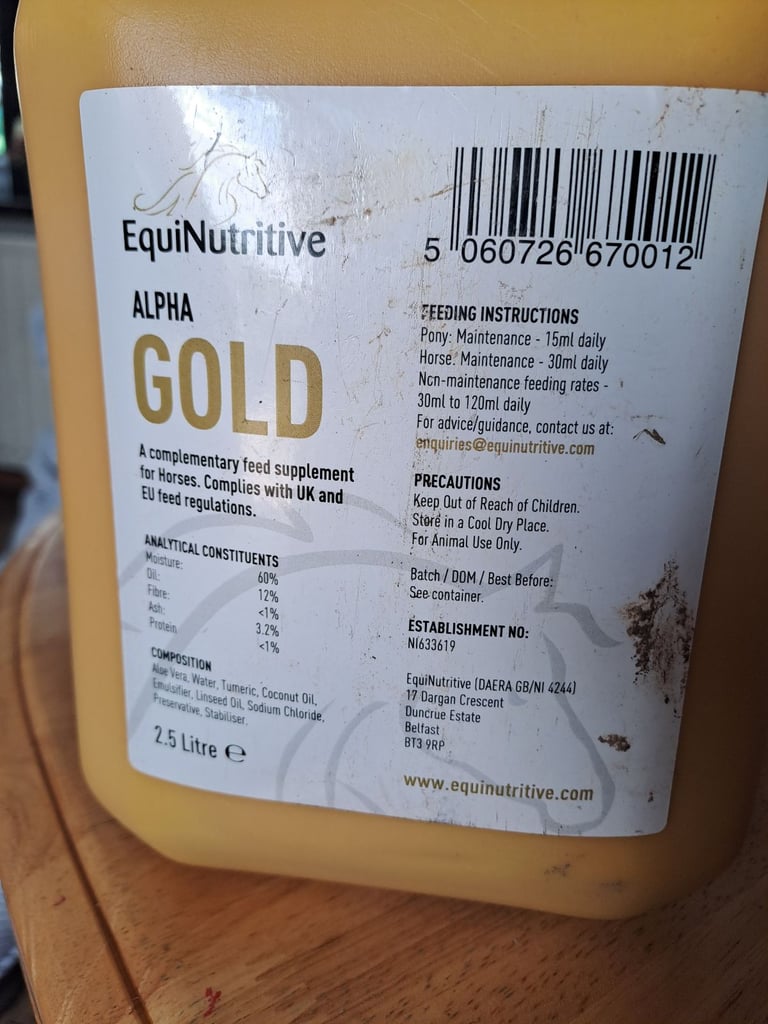 EquiNutritive
ALPHA
GOLD
A complementary feed supplement
for Horses. Complies with UK and
EU feed regulations.
ANALYTICAL CONSTITUENTS
Moisture: 60%
Oil: 12%
Fibre: <1%
Ash: 3.2%
Protein <1%
COMPOSITION
Aloe Vera, Water, Turmeric, Coconut Oil,
Emulsifier, Linseed Oil, Sodium Chloride,
Preservative, Stabiliser.
2.5 Litre ℮
5 060726 670012
FEEDING INSTRUCTIONS
Pony: Maintenance - 15ml daily
Horse: Maintenance - 30ml daily
Non-maintenance feeding rates -
30ml to 120ml daily
For advice/guidance, contact us at:
enquiries@equinutritive.com
PRECAUTIONS
Keep Out of Reach of Children.
Store in a Cool Dry Place.
For Animal Use Only.
Batch / DOM / Best Before:
See container.
ESTABLISHMENT NO:
NI633619
EquiNutritive (DAERA GB/NI 4244)
17 Dargan Crescent
Duncrue Estate
Belfast
BT3 9RP
www.equinutritive.com